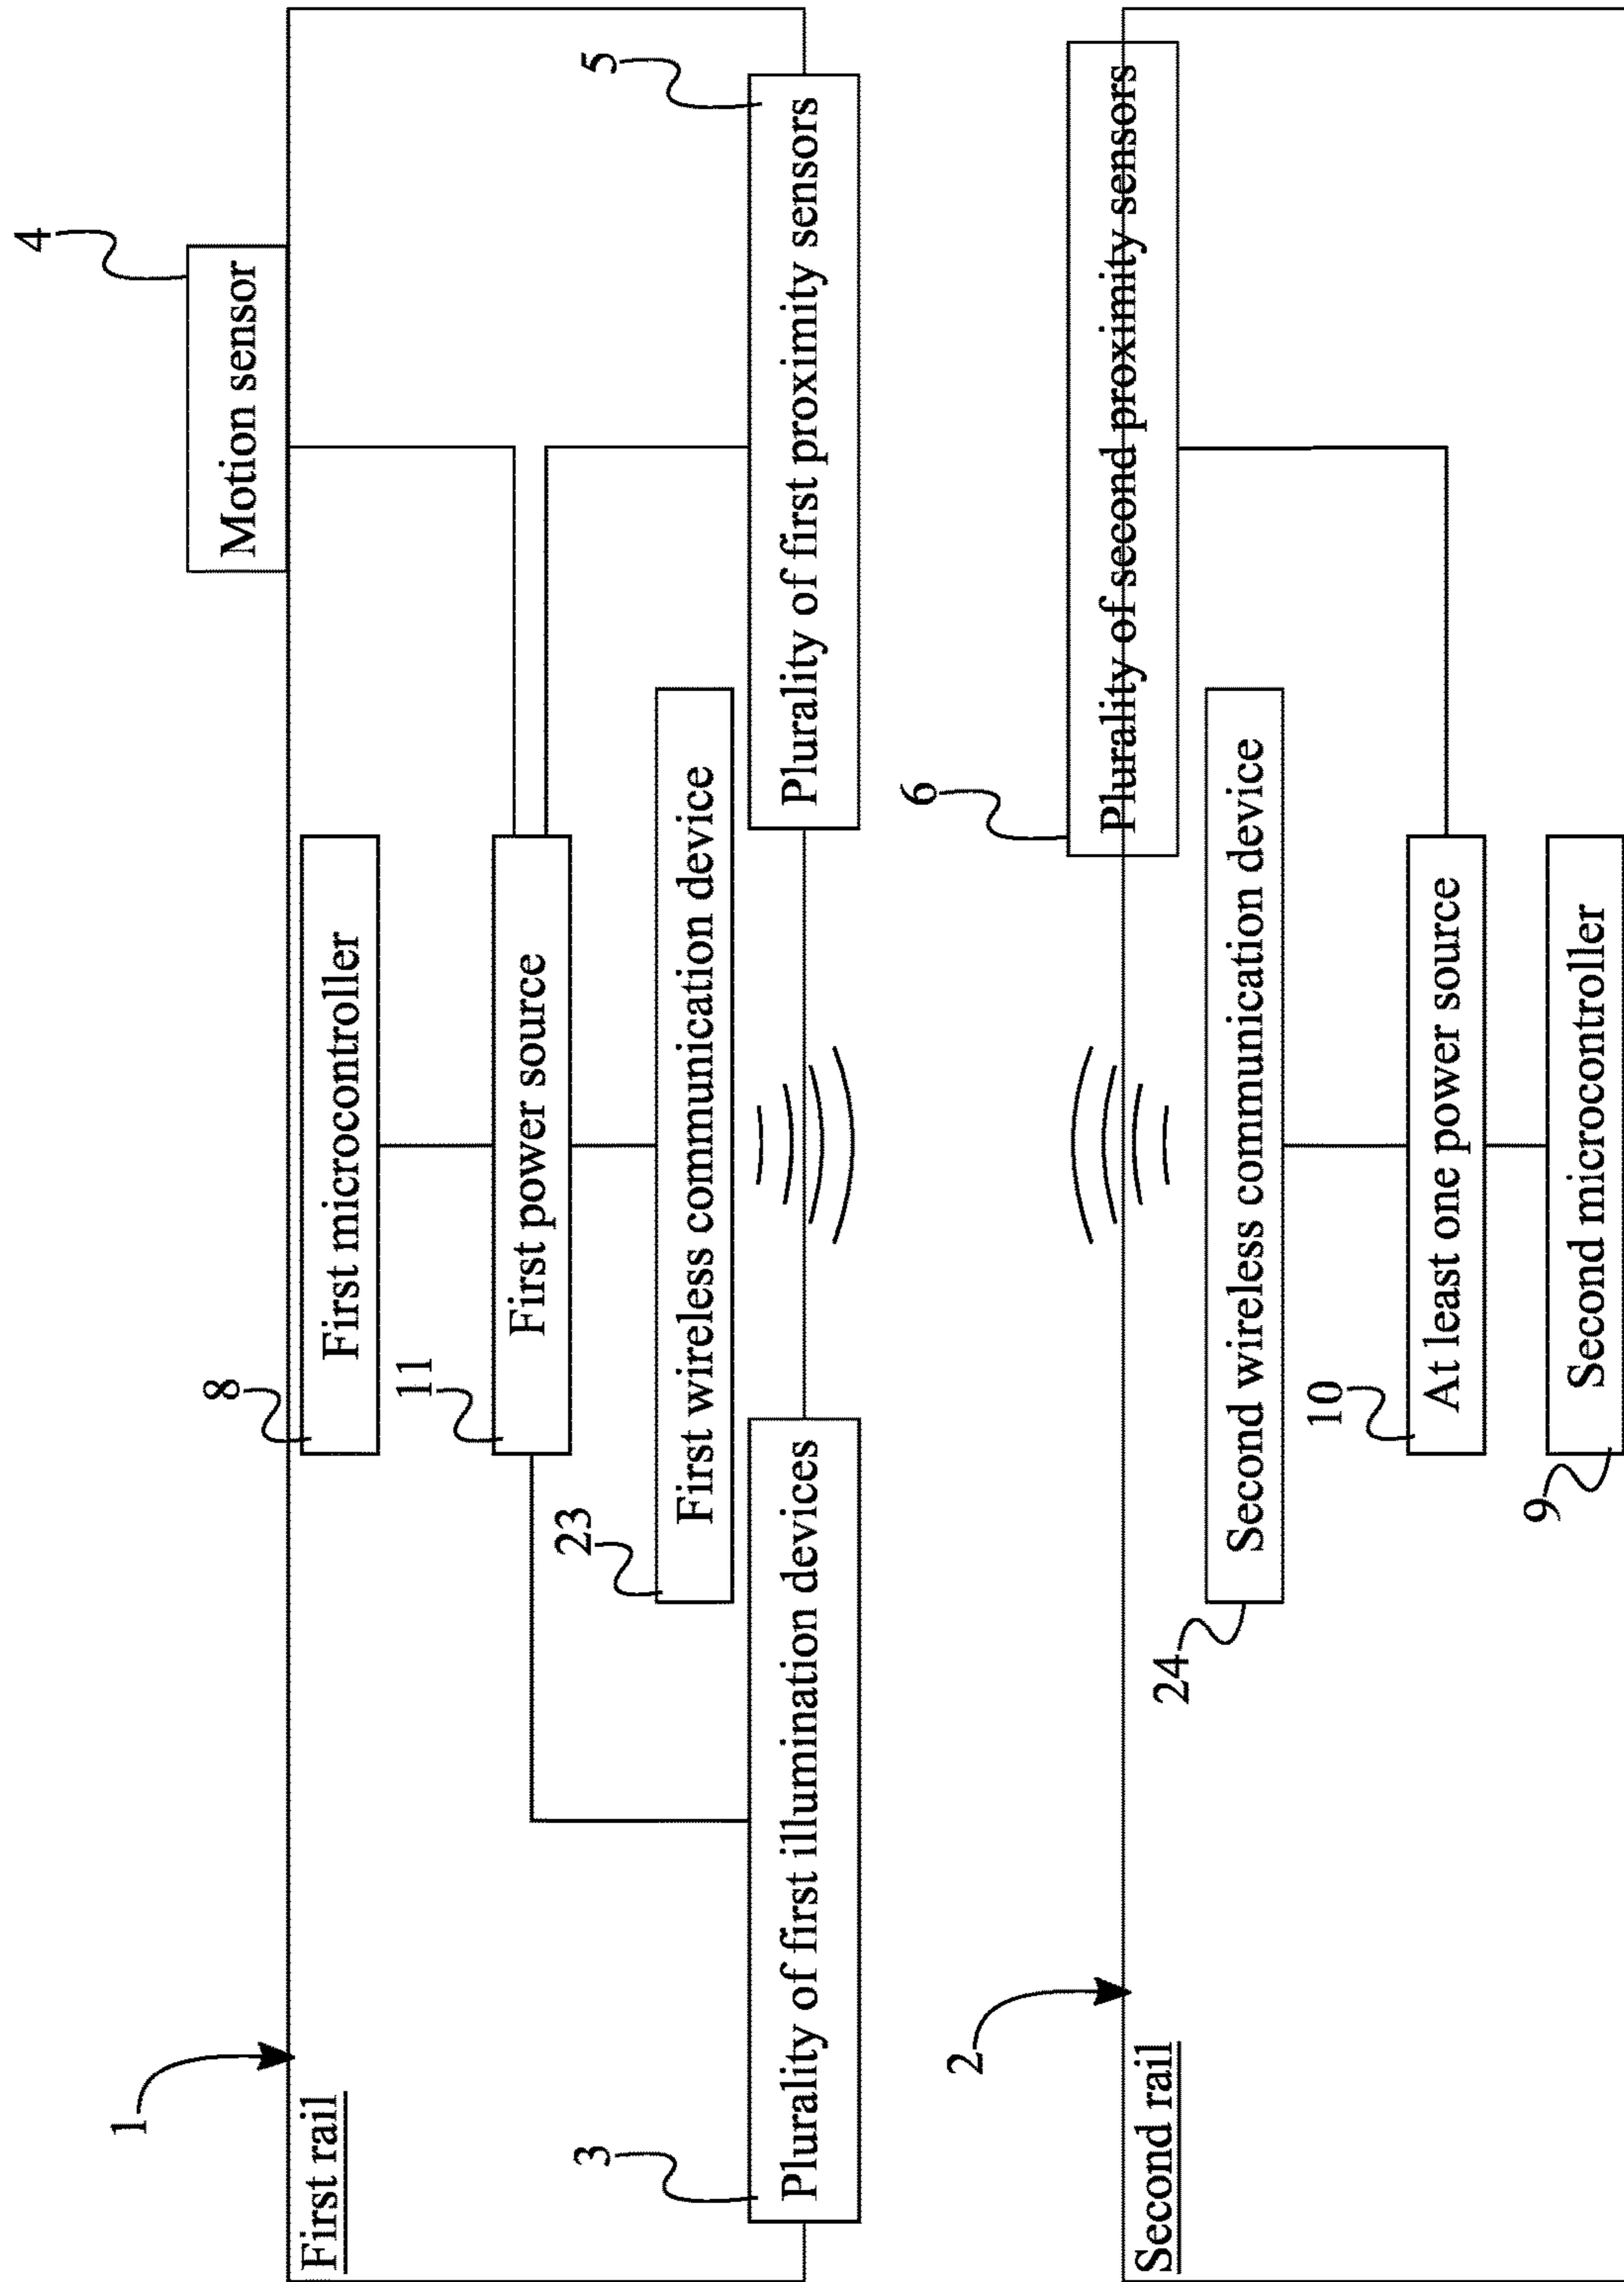 1
First rail
4
Motion sensor
8
First microcontroller
11
First power source
23
First wireless communication device
3
Plurality of first illumination devices
5
Plurality of first proximity sensors
2
Second rail
6
Plurality of second proximity sensors
24
Second wireless communication device
10
At least one power source
9
Second microcontroller